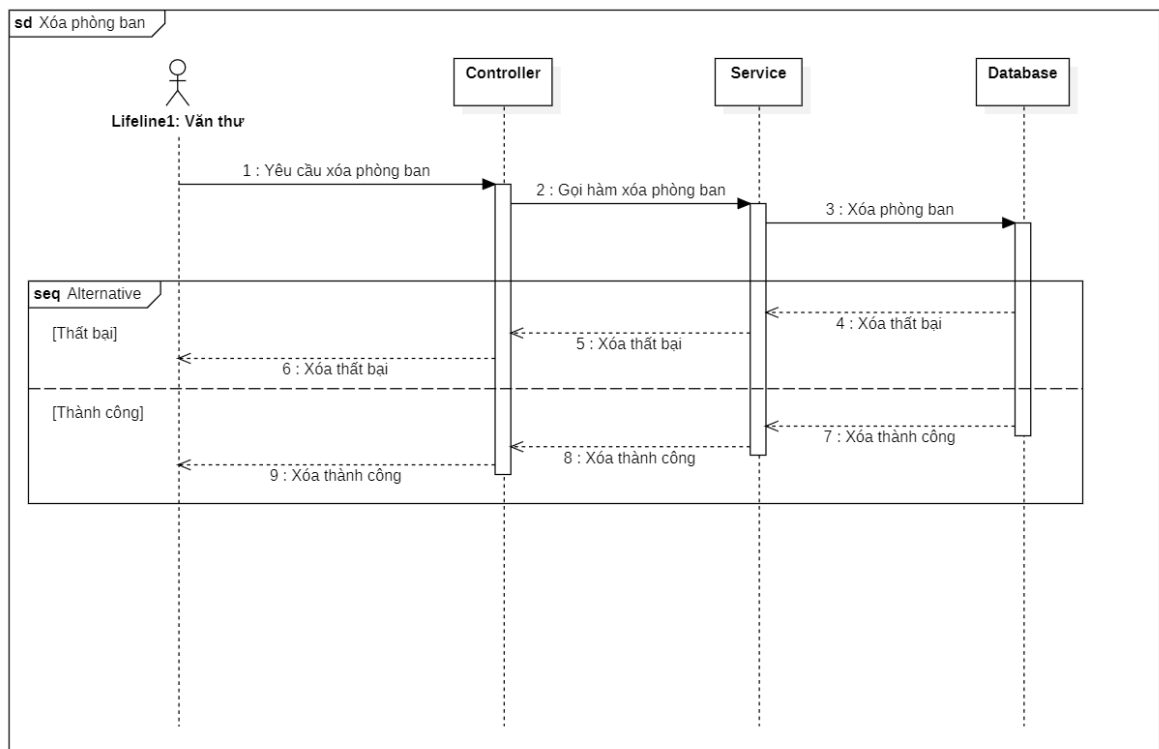 sd Xóa phòng ban
Controller
Service
Database
Lifeline1: Văn thư
1 : Yêu cầu xóa phòng ban
2 : Gọi hàm xóa phòng ban
3 : Xóa phòng ban
seq Alternative
[Thất bại]
4 : Xóa thất bại
5 : Xóa thất bại
6 : Xóa thất bại
[Thành công]
7 : Xóa thành công
8 : Xóa thành công
9 : Xóa thành công